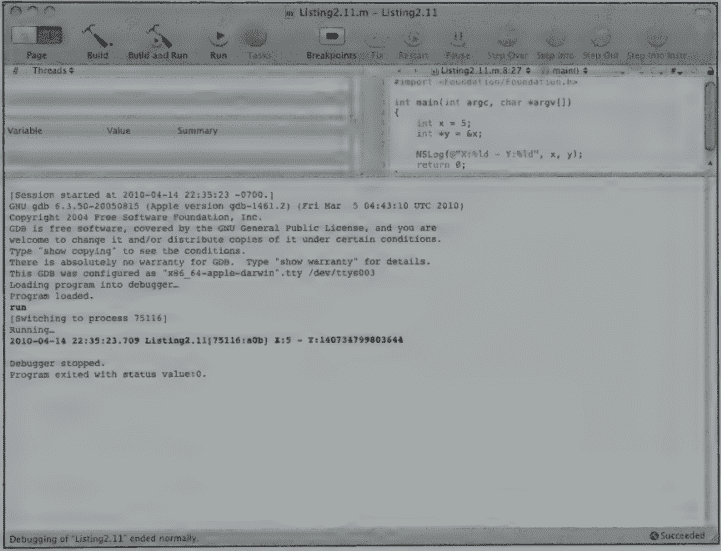 Listing2.11.m – Listing2.11
Page
Build
Build and Run
Run
Tasks
Breakpoints
Fix
Restart
Pause
Step Over
Step Into
Step Out
Step Into Instr...
Threads
Listing2.11.m:8:27
main()
Variable
Value
Summary
#import <Foundation/Foundation.h>
int main(int argc, char *argv[])
{
int x = 5;
int *y = &x;
NSLog(@"X:%ld - Y:%ld", x, y);
return 0;
[Session started at 2010-04-14 22:35:23 -0700.]
GNU gdb 6.3.50-20050815 (Apple version gdb-1461.2) (Fri Mar 5 04:43:10 UTC 2010)
Copyright 2004 Free Software Foundation, Inc.
GDB is free software, covered by the GNU General Public License, and you are
welcome to change it and/or distribute copies of it under certain conditions.
Type "show copying" to see the conditions.
There is absolutely no warranty for GDB. Type "show warranty" for details.
This GDB was configured as "x86_64-apple-darwin".tty /dev/ttys003
Loading program into debugger…
Program loaded.
run
[Switching to process 75116]
Running…
2010-04-14 22:35:23.709 Listing2.11[75116:a0b] X:5 - Y:140734799803644
Debugger stopped.
Program exited with status value:0.
Debugging of "Listing2.11" ended normally.
Succeeded